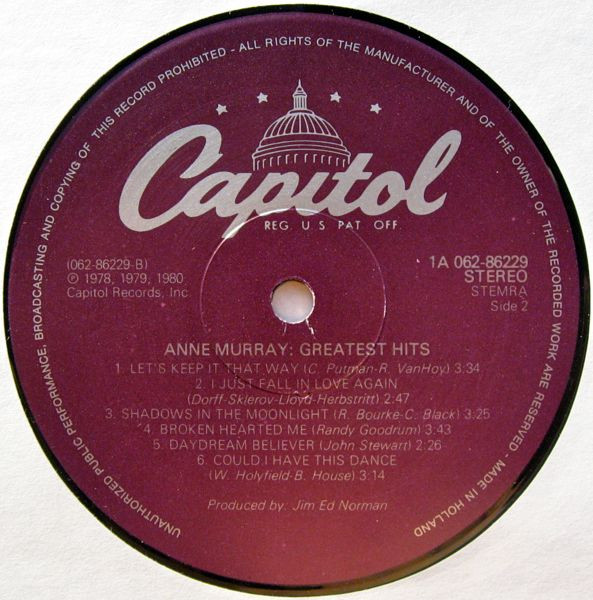 UNAUTHORIZED PUBLIC PERFORMANCE, BROADCASTING AND COPYING OF THIS RECORD PROHIBITED - ALL RIGHTS OF THE MANUFACTURER AND OF THE OWNER OF THE RECORDED WORK ARE RESERVED - MADE IN HOLLAND
Capitol
REG. U.S. PAT. OFF.
(062-86229-B)
℗ 1978, 1979, 1980
Capitol Records, Inc.
1A 062-86229
STEREO
STEMRA
Side 2
ANNE MURRAY: GREATEST HITS
1. LET'S KEEP IT THAT WAY (C. Putman-R. VanHoy) 3:34
2. I JUST FALL IN LOVE AGAIN
(Dorff-Sklerov-Lloyd-Herbstritt) 2:47
3. SHADOWS IN THE MOONLIGHT (R. Bourke-C. Black) 3:25
4. BROKEN HEARTED ME (Randy Goodrum) 3:43
5. DAYDREAM BELIEVER (John Stewart) 2:26
6. COULD I HAVE THIS DANCE
(W. Holyfield-B. House) 3:14
Produced by: Jim Ed Norman